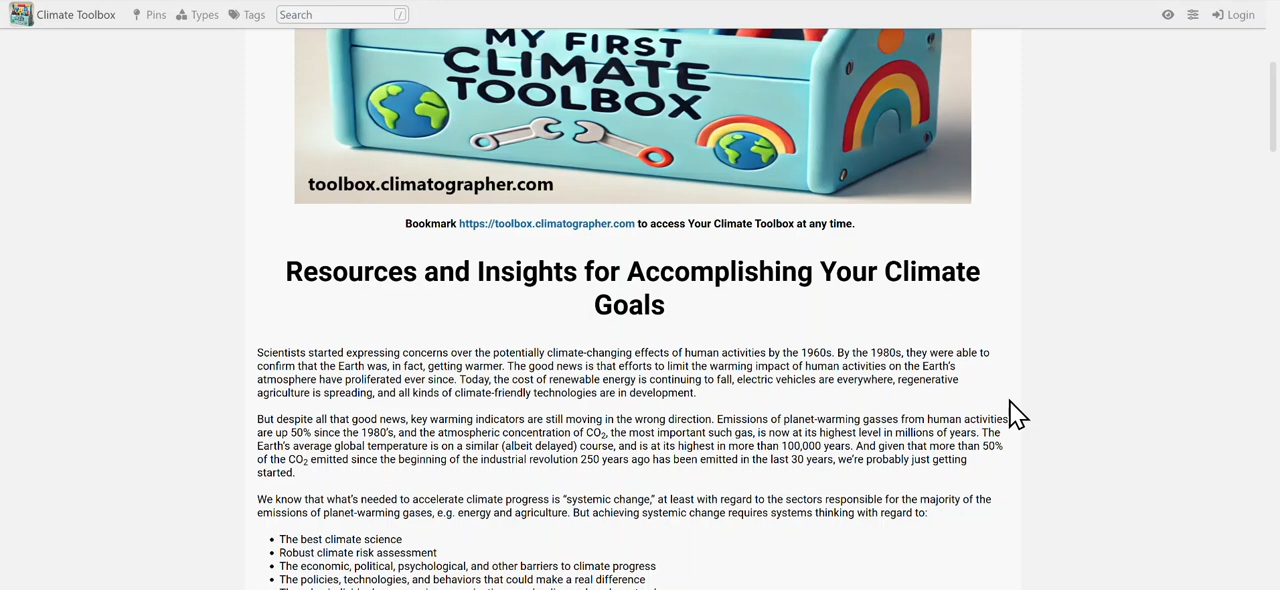 Climate Toolbox Pins Types Tags Search / Login
MY FIRST
CLIMATE
TOOLBOX
toolbox.climatographer.com
Bookmark https://toolbox.climatographer.com to access Your Climate Toolbox at any time.
Resources and Insights for Accomplishing Your Climate
Goals
Scientists started expressing concerns over the potentially climate-changing effects of human activities by the 1960s. By the 1980s, they were able to
confirm that the Earth was, in fact, getting warmer. The good news is that efforts to limit the warming impact of human activities on the Earth's
atmosphere have proliferated ever since. Today, the cost of renewable energy is continuing to fall, electric vehicles are everywhere, regenerative
agriculture is spreading, and all kinds of climate-friendly technologies are in development.
But despite all that good news, key warming indicators are still moving in the wrong direction. Emissions of planet-warming gasses from human activities
are up 50% since the 1980's, and the atmospheric concentration of CO₂, the most important such gas, is now at its highest level in millions of years. The
Earth's average global temperature is on a similar (albeit delayed) course, and is at its highest in more than 100,000 years. And given that more than 50%
of the CO₂ emitted since the beginning of the industrial revolution 250 years ago has been emitted in the last 30 years, we're probably just getting
started.
We know that what's needed to accelerate climate progress is “systemic change,” at least with regard to the sectors responsible for the majority of the
emissions of planet-warming gases, e.g. energy and agriculture. But achieving systemic change requires systems thinking with regard to:
• The best climate science
• Robust climate risk assessment
• The economic, political, psychological, and other barriers to climate progress
• The policies, technologies, and behaviors that could make a real difference